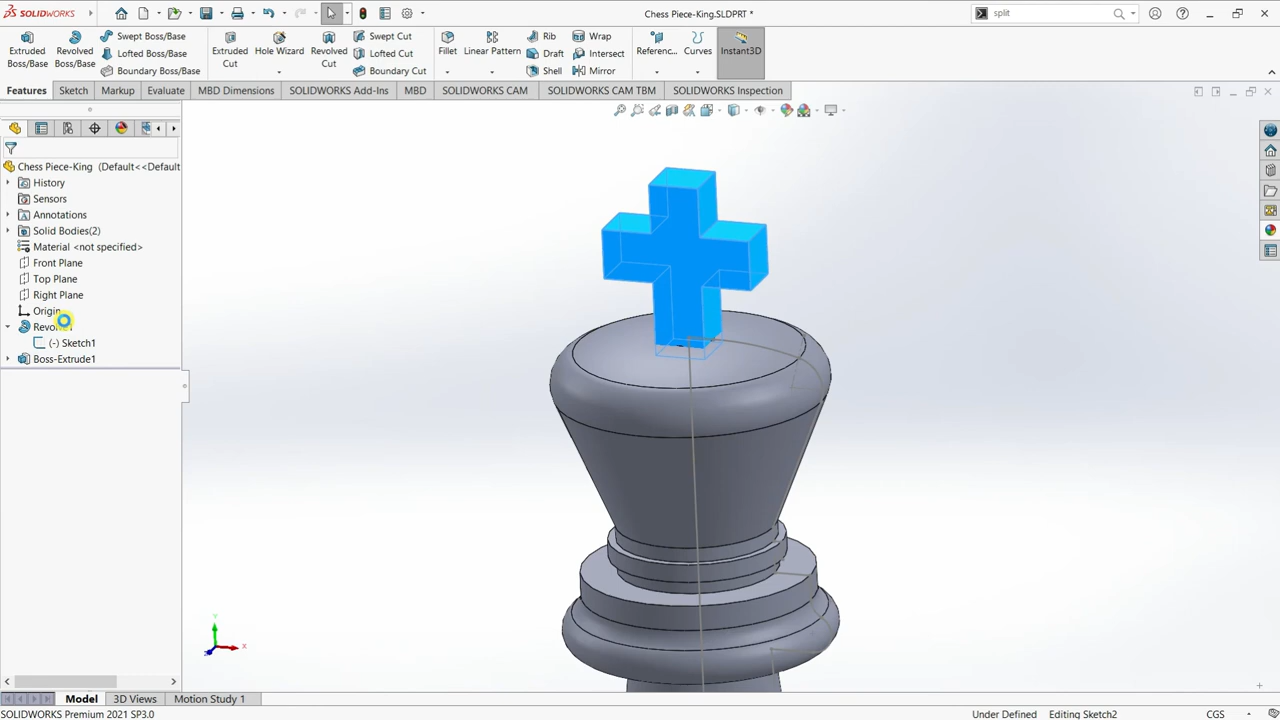 SOLIDWORKS
Chess Piece-King.SLDPRT *
split
Extruded Boss/Base
Revolved Boss/Base
Swept Boss/Base
Lofted Boss/Base
Boundary Boss/Base
Extruded Cut
Hole Wizard
Revolved Cut
Swept Cut
Lofted Cut
Boundary Cut
Fillet
Linear Pattern
Rib
Draft
Shell
Wrap
Intersect
Mirror
Referenc...
Curves
Instant3D
Features
Sketch
Markup
Evaluate
MBD Dimensions
SOLIDWORKS Add-Ins
MBD
SOLIDWORKS CAM
SOLIDWORKS CAM TBM
SOLIDWORKS Inspection
Chess Piece-King (Default<<Default
History
Sensors
Annotations
Solid Bodies(2)
Material <not specified>
Front Plane
Top Plane
Right Plane
Origin
(-) Sketch1
Boss-Extrude1
Y
X
Z
Model
3D Views
Motion Study 1
SOLIDWORKS Premium 2021 SP3.0
Under Defined
Editing Sketch2
CGS